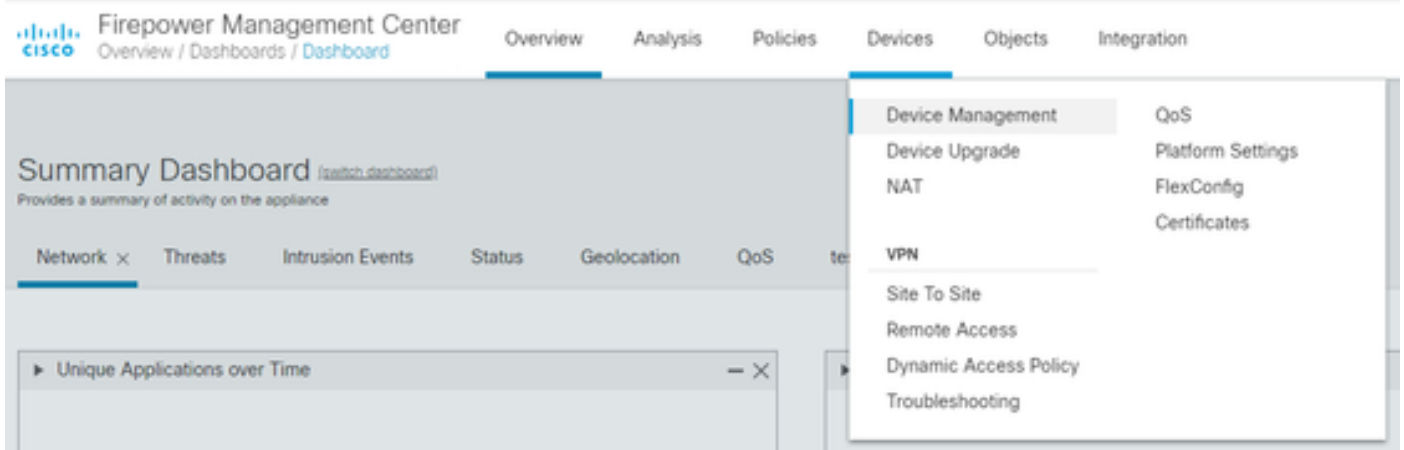 Firepower Management Center
CISCO Overview / Dashboards / Dashboard
Overview Analysis Policies Devices Objects Integration
Device Management QoS
Device Upgrade Platform Settings
NAT FlexConfig
Certificates
Summary Dashboard (switch dashboard)
Provides a summary of activity on the appliance
Network × Threats Intrusion Events Status Geolocation QoS te
VPN
Site To Site
Remote Access
Dynamic Access Policy
Troubleshooting
Unique Applications over Time